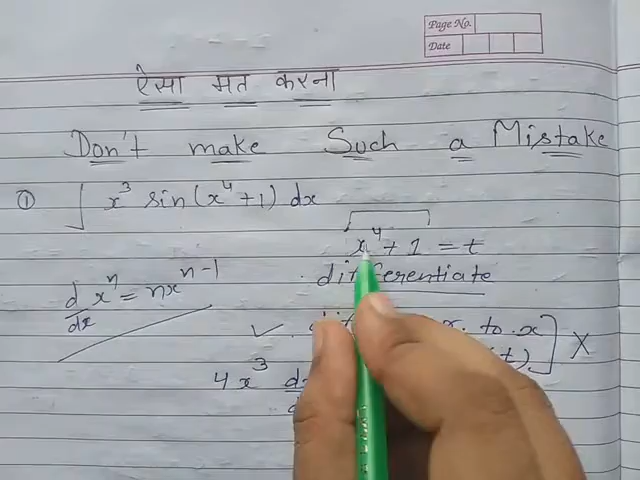 Page No.
Date
ऐसा मत करना
Don't make Such a Mistake
① ∫ x³ sin(x⁴+1) dx
x⁴ + 1 = t
differentiate
d/dx xⁿ = nxⁿ⁻¹
✓ to x
t) ] X
4x³